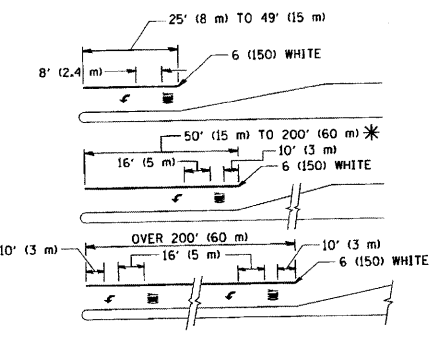 25' (8 m) TO 49' (15 m)
6 (150) WHITE
8' (2.4 m)
50' (15 m) TO 200' (60 m) *
10' (3 m)
16' (5 m)
6 (150) WHITE
OVER 200' (60 m)
10' (3 m)
16' (5 m)
10' (3 m)
6 (150) WHITE